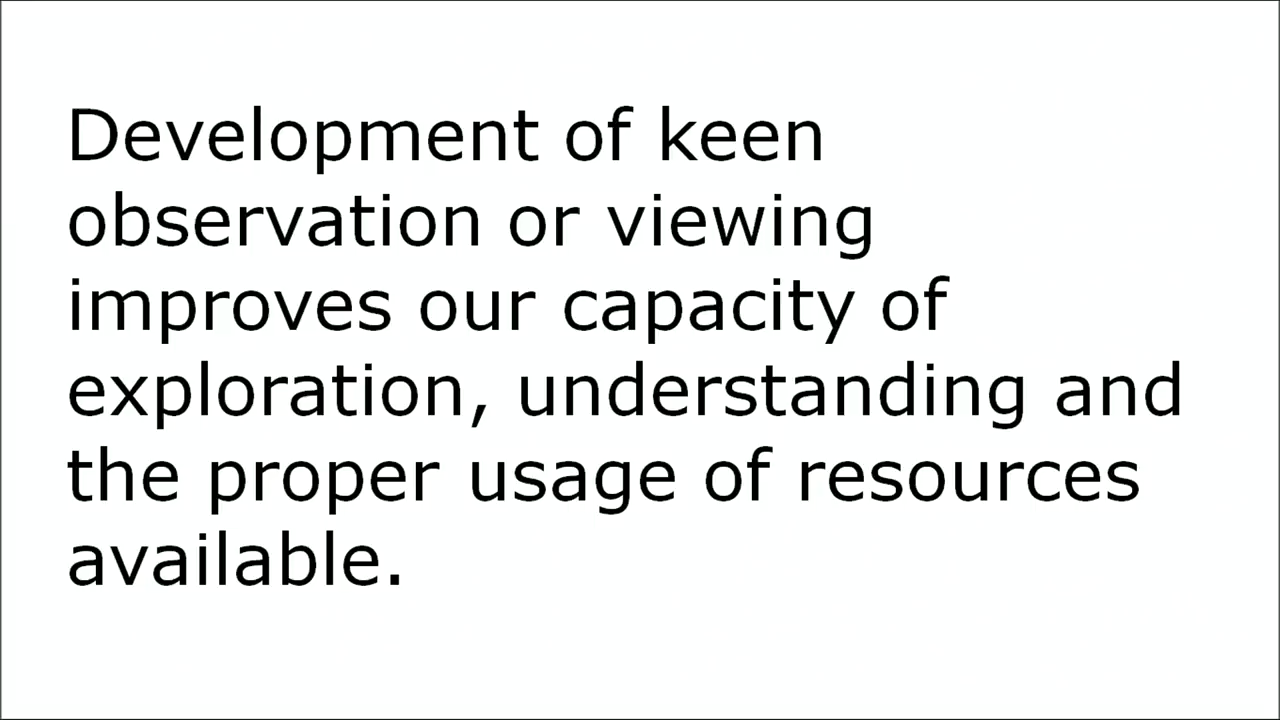 Development of keen
observation or viewing
improves our capacity of
exploration, understanding and
the proper usage of resources
available.